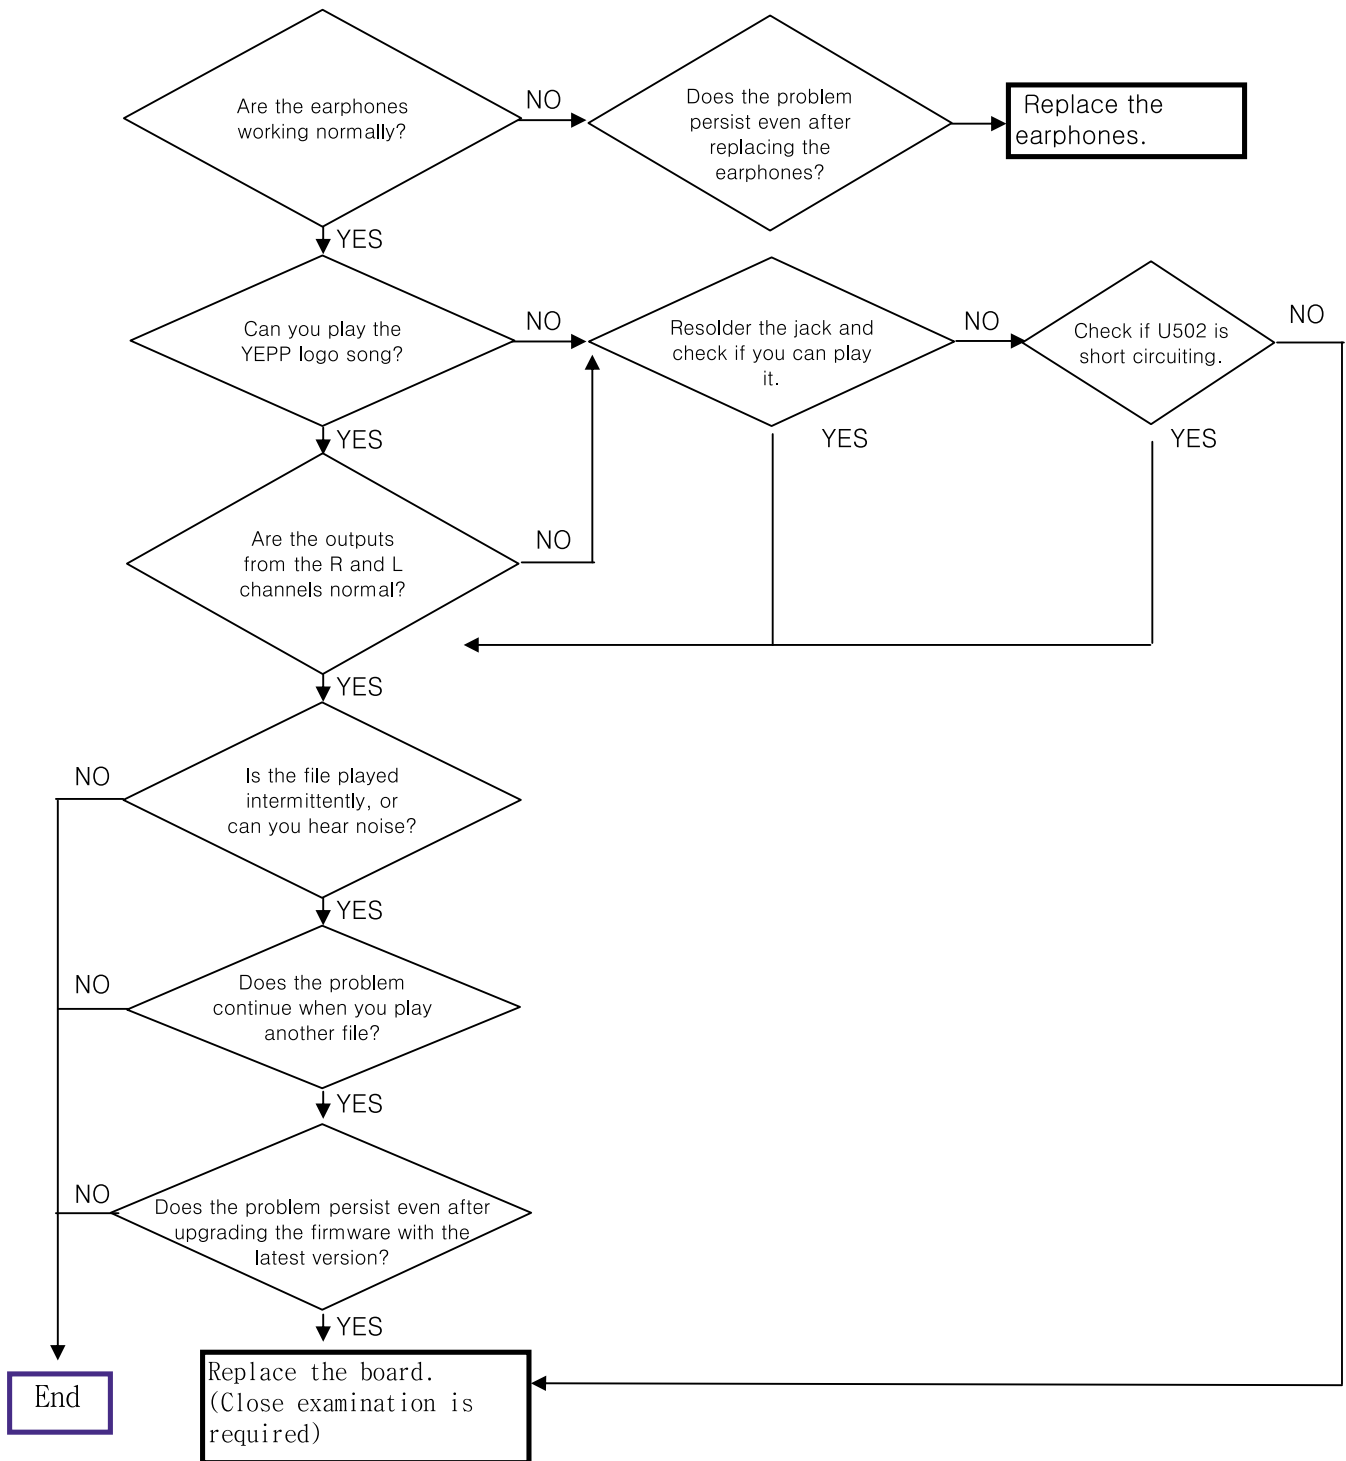 Are the earphones
working normally?
NO
Does the problem
persist even after
replacing the
earphones?
Replace the
earphones.
YES
Can you play the
YEPP logo song?
NO
Resolder the jack and
check if you can play
it.
NO
Check if U502 is
short circuiting.
NO
YES
YES
YES
Are the outputs
from the R and L
channels normal?
NO
YES
NO
Is the file played
intermittently, or
can you hear noise?
YES
NO
Does the problem
continue when you play
another file?
YES
NO
Does the problem persist even after
upgrading the firmware with the
latest version?
YES
End
Replace the board.
(Close examination is
required)